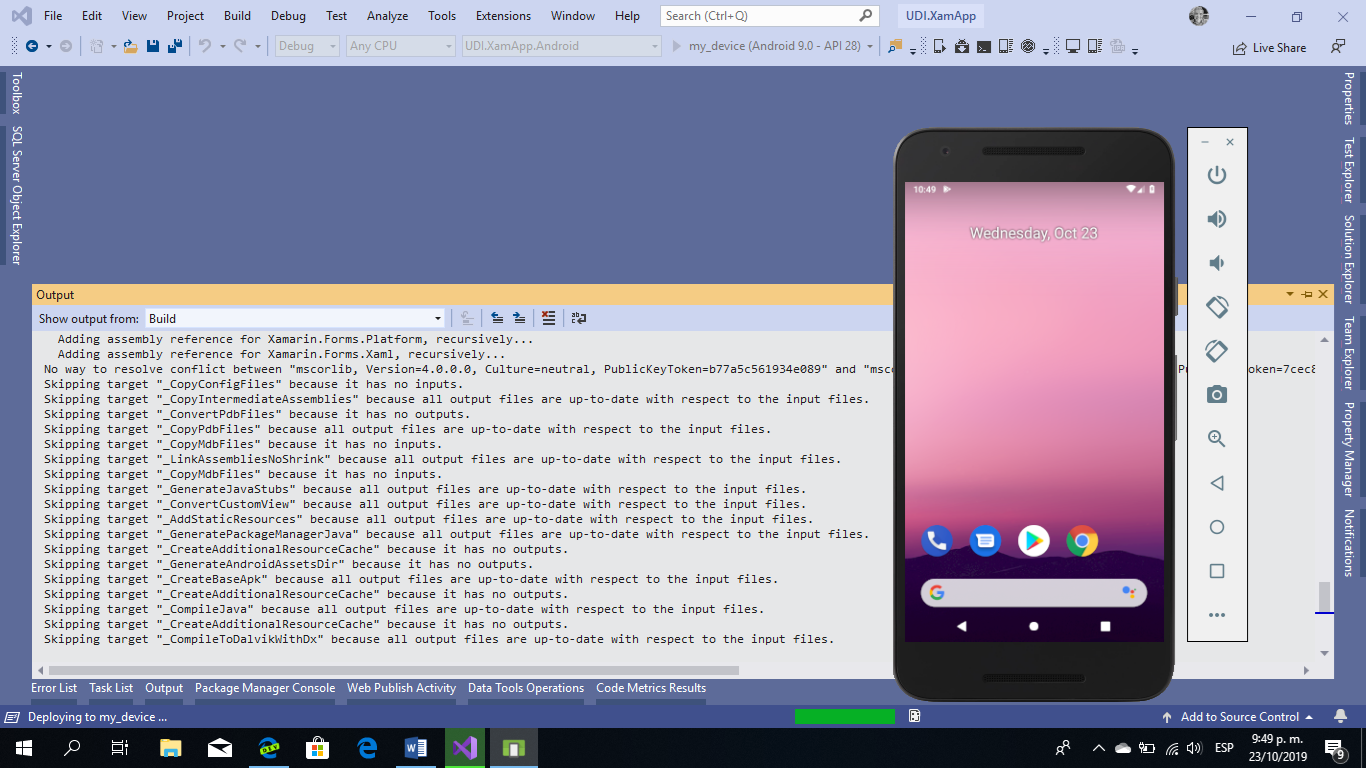 File Edit View Project Build Debug Test Analyze Tools Extensions Window Help Search (Ctrl+Q) UDI.XamApp
Debug Any CPU UDI.XamApp.Android my_device (Android 9.0 - API 28) Live Share
Toolbox
SQL Server Object Explorer
Properties
Test Explorer
Solution Explorer
Team Explorer
Property Manager
Notifications
10:49
Wednesday, Oct 23
Output
Show output from: Build
Adding assembly reference for Xamarin.Forms.Platform, recursively...
Adding assembly reference for Xamarin.Forms.Xaml, recursively...
No way to resolve conflict between "mscorlib, Version=4.0.0.0, Culture=neutral, PublicKeyToken=b77a5c561934e089" and "msco
oken=7cec8
Skipping target "_CopyConfigFiles" because it has no inputs.
Skipping target "_CopyIntermediateAssemblies" because all output files are up-to-date with respect to the input files.
Skipping target "_ConvertPdbFiles" because it has no outputs.
Skipping target "_CopyPdbFiles" because all output files are up-to-date with respect to the input files.
Skipping target "_CopyMdbFiles" because it has no inputs.
Skipping target "_LinkAssembliesNoShrink" because all output files are up-to-date with respect to the input files.
Skipping target "_CopyMdbFiles" because it has no inputs.
Skipping target "_GenerateJavaStubs" because all output files are up-to-date with respect to the input files.
Skipping target "_ConvertCustomView" because all output files are up-to-date with respect to the input files.
Skipping target "_AddStaticResources" because all output files are up-to-date with respect to the input files.
Skipping target "_GeneratePackageManagerJava" because all output files are up-to-date with respect to the input files.
Skipping target "_CreateAdditionalResourceCache" because it has no outputs.
Skipping target "_GenerateAndroidAssetsDir" because it has no outputs.
Skipping target "_CreateBaseApk" because all output files are up-to-date with respect to the input files.
Skipping target "_CreateAdditionalResourceCache" because it has no outputs.
Skipping target "_CompileJava" because all output files are up-to-date with respect to the input files.
Skipping target "_CreateAdditionalResourceCache" because it has no outputs.
Skipping target "_CompileToDalvikWithDx" because all output files are up-to-date with respect to the input files.
Error List Task List Output Package Manager Console Web Publish Activity Data Tools Operations Code Metrics Results
Deploying to my_device ... Add to Source Control
ESP 9:49 p. m.
23/10/2019
9